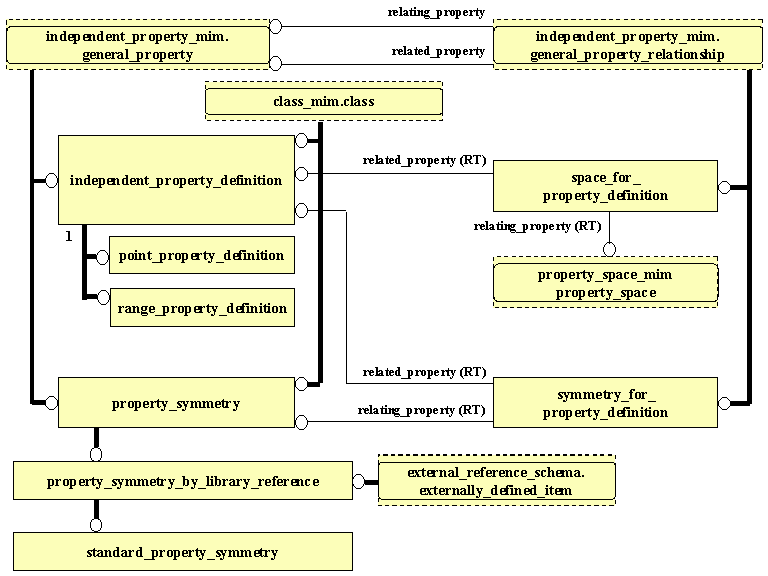 relating_property
independent_property_mim.
general_property
related_property
independent_property_mim.
general_property_relationship
class_mim.class
independent_property_definition
related_property (RT)
space_for_
property_definition
1
relating_property (RT)
point_property_definition
property_space_mim
property_space
range_property_definition
related_property (RT)
property_symmetry
symmetry_for_
property_definition
relating_property (RT)
property_symmetry_by_library_reference
external_reference_schema.
externally_defined_item
standard_property_symmetry